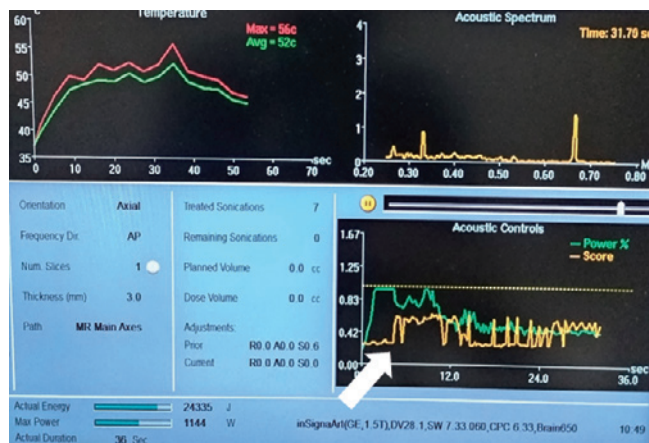 Temperature
Max = 56c
Avg = 52c
60
55
50
45
40
35
0 10 20 30 40 50 60 70 sec
Acoustic Spectrum
Time: 31.70
4
3
2
1
0.20 0.30 0.40 0.50 0.60 0.70 0.80
Orientation Axial
Frequency Dir. AP
Num. Slices 1
Thickness (mm) 3.0
Path MR Main Axes
Treated Sonications 7
Remaining Sonications 0
Planned Volume 0.0 cc
Dose Volume 0.0 cc
Adjustments:
Prior R0.0 A0.0 S0.6
Current R0.0 A0.0 S0.0
Acoustic Controls
Power %
Score
1.67
1.25
0.83
0.42
0.00
12.0 24.0 36.0
sec
Actual Energy 24335 J
Max Power 1144 W
Actual Duration 36 Sec
inSignaArt(GE,1.5T),DV28.1,SW 7.33.060,CPC 6.33,Brain650 10:49